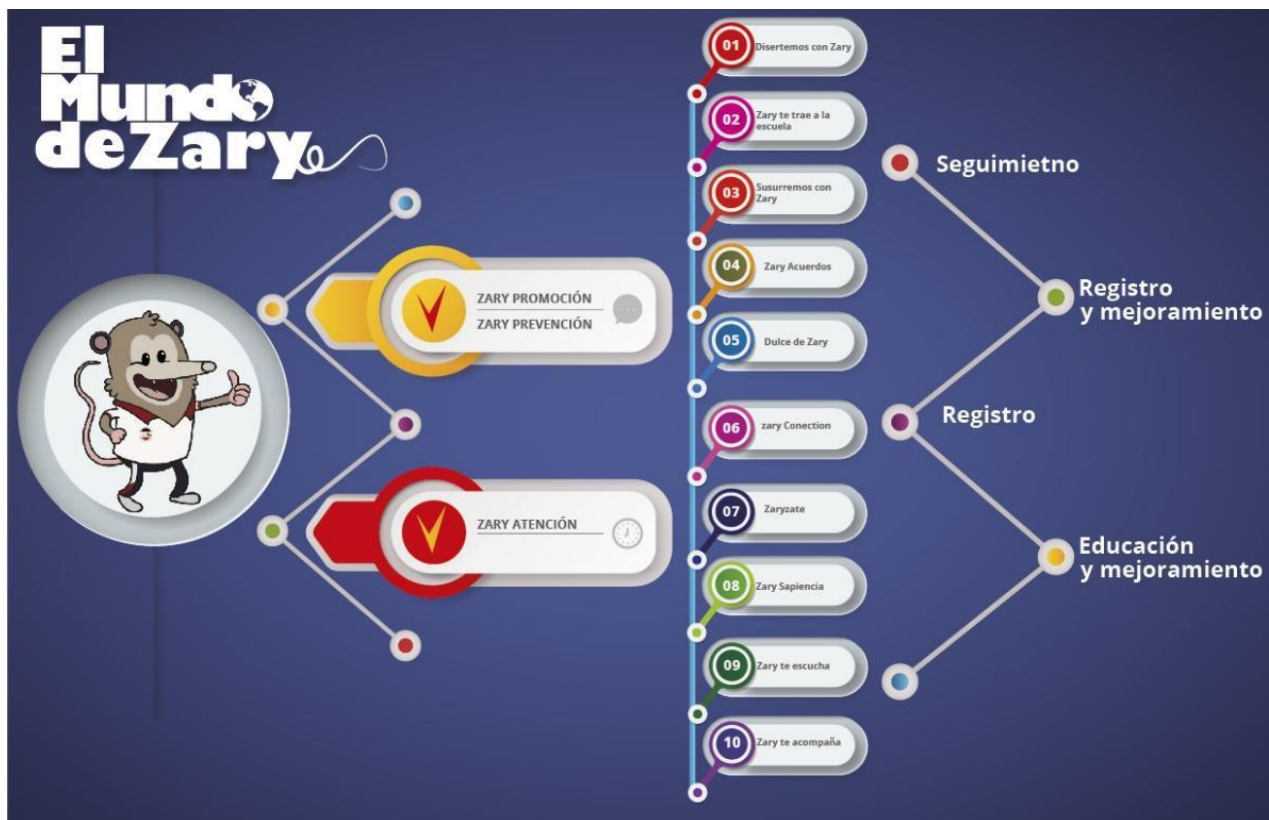 El
Mundo
de Zary
ZARY PROMOCIÓN
ZARY PREVENCIÓN
ZARY ATENCIÓN
01
Disertemos con Zary
02
Zary te trae a la
escuela
03
Susurremos con
Zary
04
Zary Acuerdos
05
Dulce de Zary
06
zary Conection
07
Zaryzate
08
Zary Sapiencia
09
Zary te escucha
10
Zary te acompaña
Seguimietno
Registro
y mejoramiento
Registro
Educación
y mejoramiento